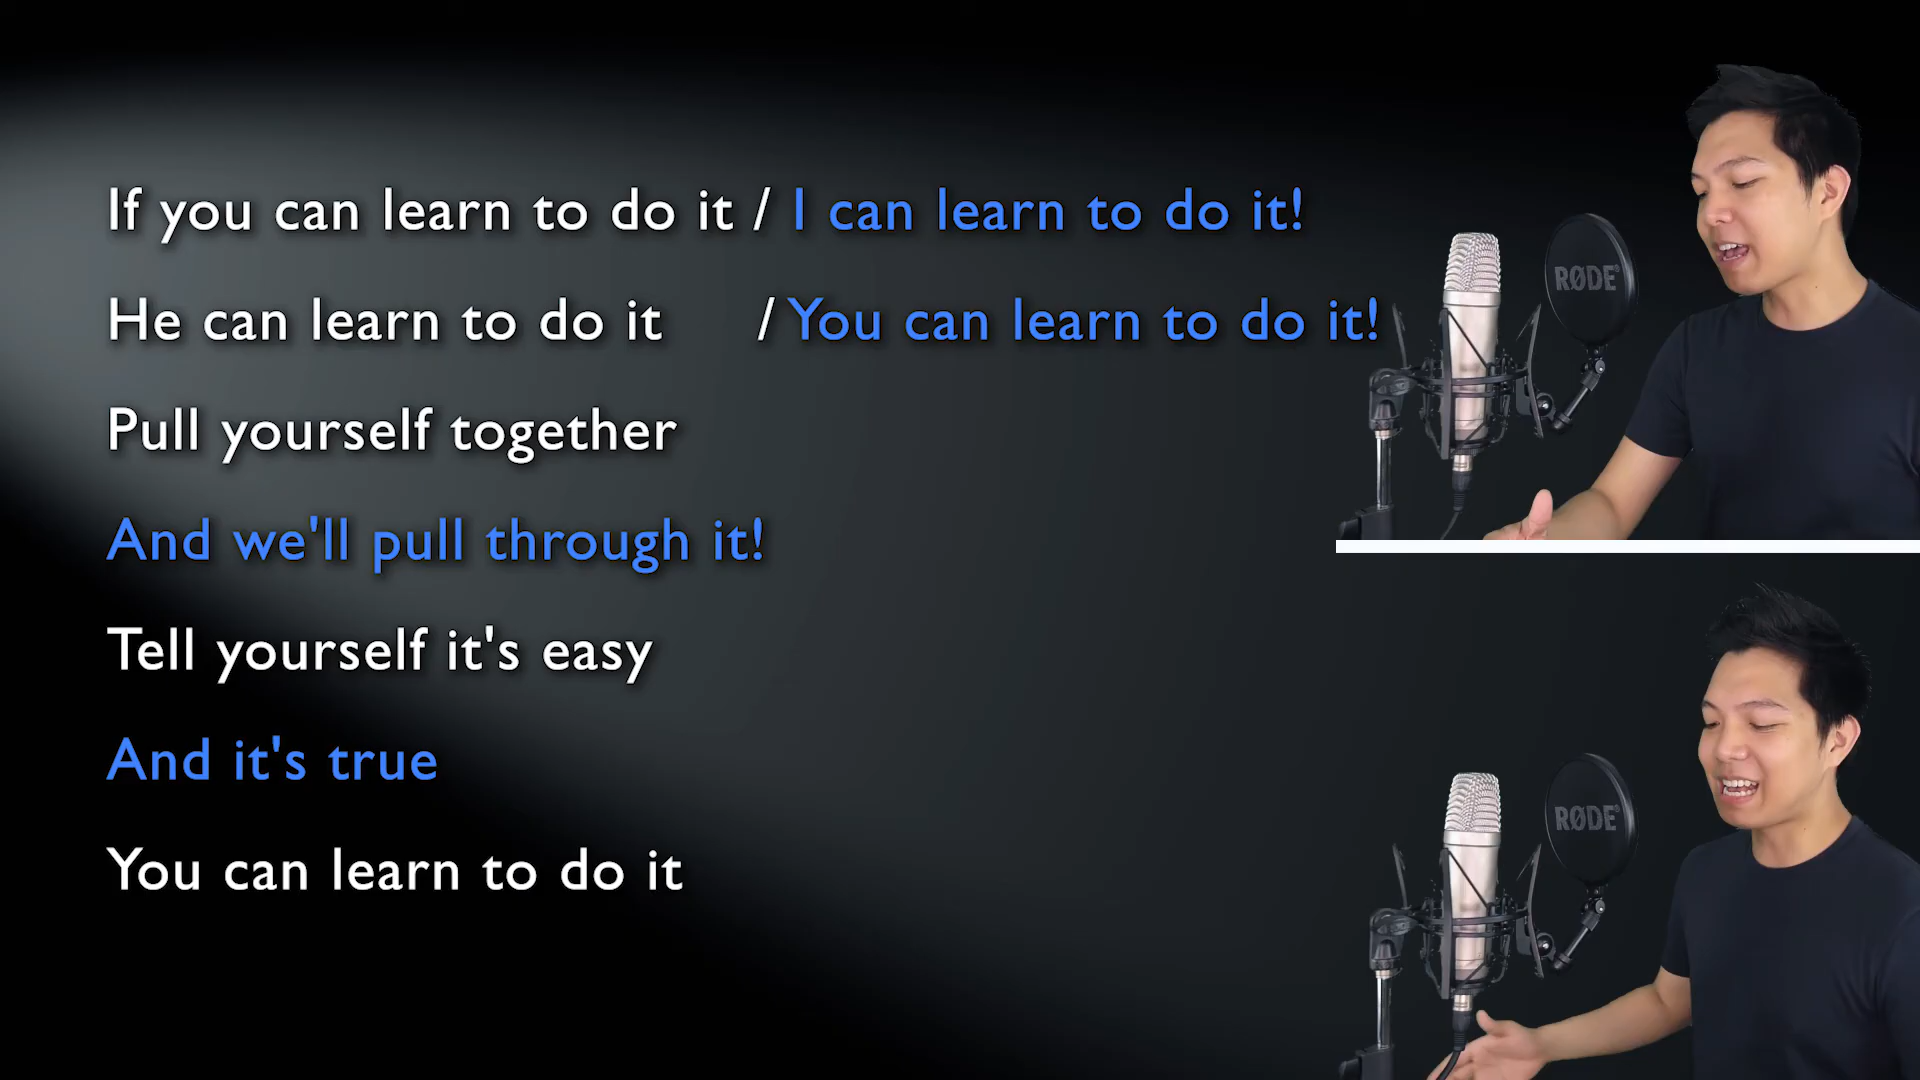 If you can learn to do it / I can learn to do it!
He can learn to do it / You can learn to do it!
Pull yourself together
And we'll pull through it!
Tell yourself it's easy
And it's true
You can learn to do it
RØDE
RØDE